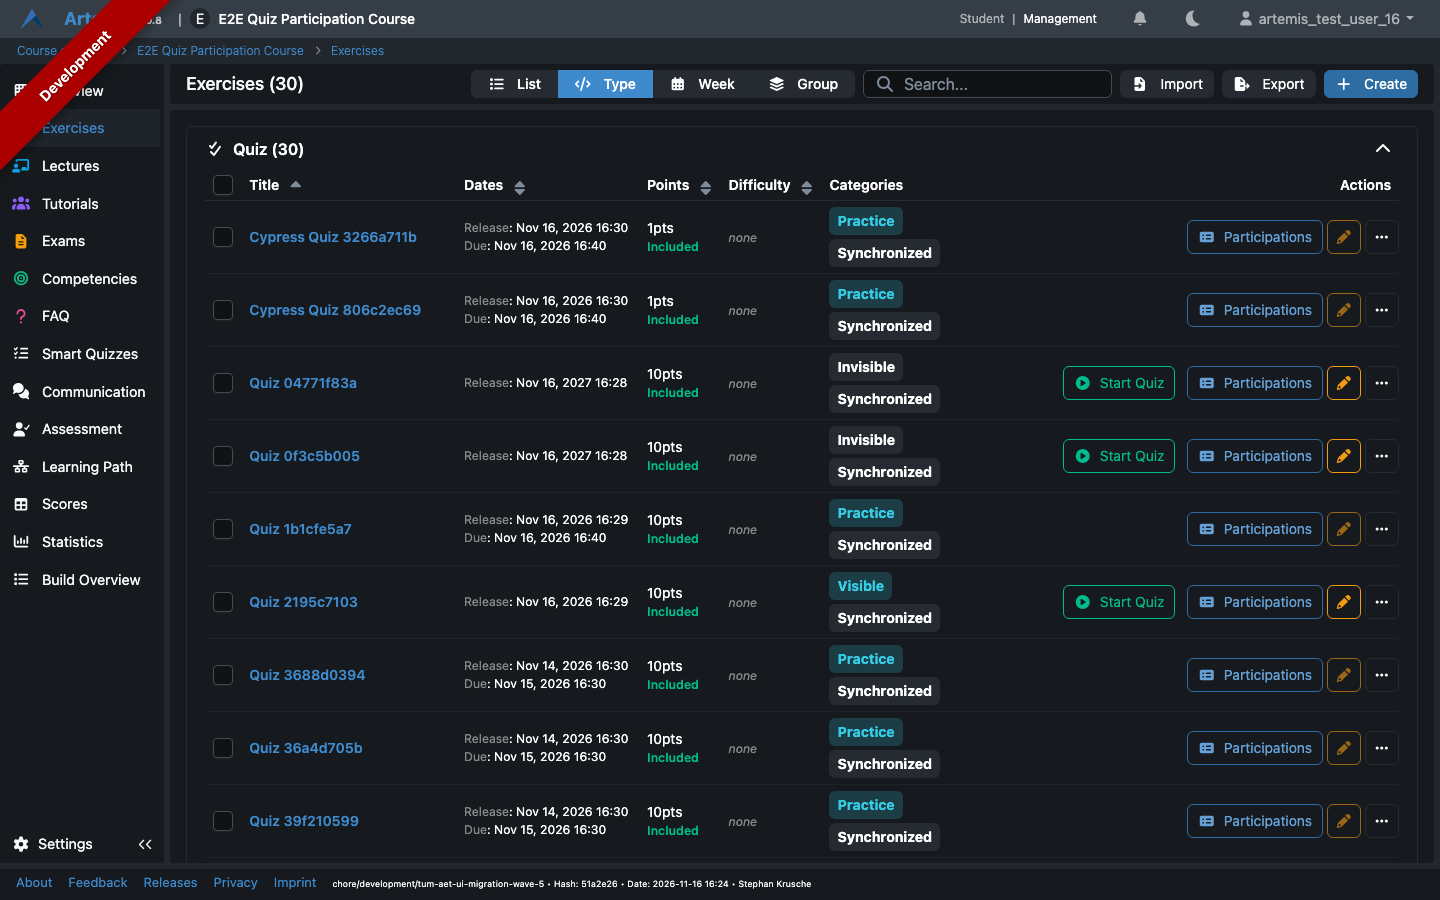 E E2E Quiz Participation Course
Student | Management
artemis_test_user_16
Development
E2E Quiz Participation Course > Exercises
Exercises
Lectures
Tutorials
Exams
Competencies
FAQ
Smart Quizzes
Communication
Assessment
Learning Path
Scores
Statistics
Build Overview
Settings
Exercises (30)
List Type Week Group Search... Import Export Create
Quiz (30)
Title Dates Points Difficulty Categories Actions
Cypress Quiz 3266a711b Release: Nov 16, 2026 16:30 Due: Nov 16, 2026 16:40 1pts Included none Practice Synchronized Participations
Cypress Quiz 806c2ec69 Release: Nov 16, 2026 16:30 Due: Nov 16, 2026 16:40 1pts Included none Practice Synchronized Participations
Quiz 04771f83a Release: Nov 16, 2027 16:28 10pts Included none Invisible Synchronized Start Quiz Participations
Quiz 0f3c5b005 Release: Nov 16, 2027 16:28 10pts Included none Invisible Synchronized Start Quiz Participations
Quiz 1b1cfe5a7 Release: Nov 16, 2026 16:29 Due: Nov 16, 2026 16:40 10pts Included none Practice Synchronized Participations
Quiz 2195c7103 Release: Nov 16, 2026 16:29 10pts Included none Visible Synchronized Start Quiz Participations
Quiz 3688d0394 Release: Nov 14, 2026 16:30 Due: Nov 15, 2026 16:30 10pts Included none Practice Synchronized Participations
Quiz 36a4d705b Release: Nov 14, 2026 16:30 Due: Nov 15, 2026 16:30 10pts Included none Practice Synchronized Participations
Quiz 39f210599 Release: Nov 14, 2026 16:30 Due: Nov 15, 2026 16:30 10pts Included none Practice Synchronized Participations
About Feedback Releases Privacy Imprint chore/development/tum-aet-ui-migration-wave-5 • Hash: 51a2e26 • Date: 2026-11-16 16:24 • Stephan Krusche